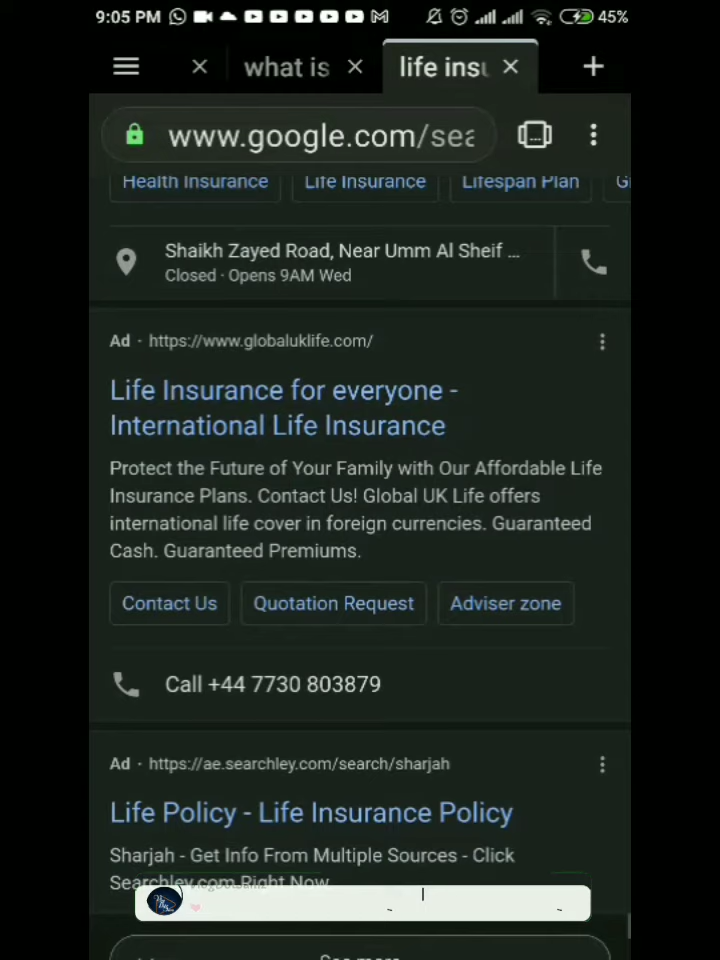 9:05 PM 45%
what is
life insu
www.google.com/sea
Health Insurance Life Insurance Lifespan Plan G
Shaikh Zayed Road, Near Umm Al Sheif ...
Closed · Opens 9AM Wed
Ad · https://www.globaluklife.com/
Life Insurance for everyone -
International Life Insurance
Protect the Future of Your Family with Our Affordable Life
Insurance Plans. Contact Us! Global UK Life offers
international life cover in foreign currencies. Guaranteed
Cash. Guaranteed Premiums.
Contact Us Quotation Request Adviser zone
Call +44 7730 803879
Ad · https://ae.searchley.com/search/sharjah
Life Policy - Life Insurance Policy
Sharjah - Get Info From Multiple Sources - Click
Searchley.com Right Now
See more